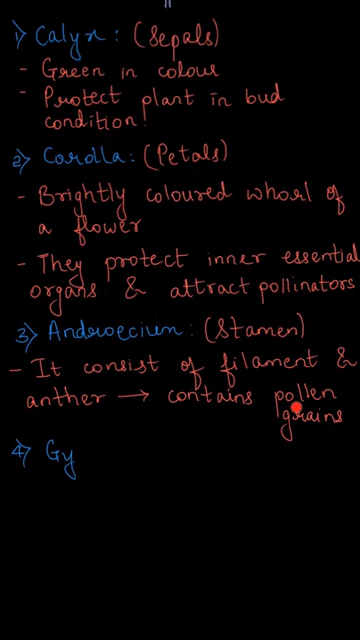 1) Calyx : (Sepals)
- Green in colour
- Protect plant in bud
condition.
2) Corolla: (Petals)
- Brightly coloured whorl of
a flower
- They protect inner essential
organs & attract pollinators
3) Androecium: (Stamen)
- It consist of filament &
anther → contains pollen
grains
4) Gy